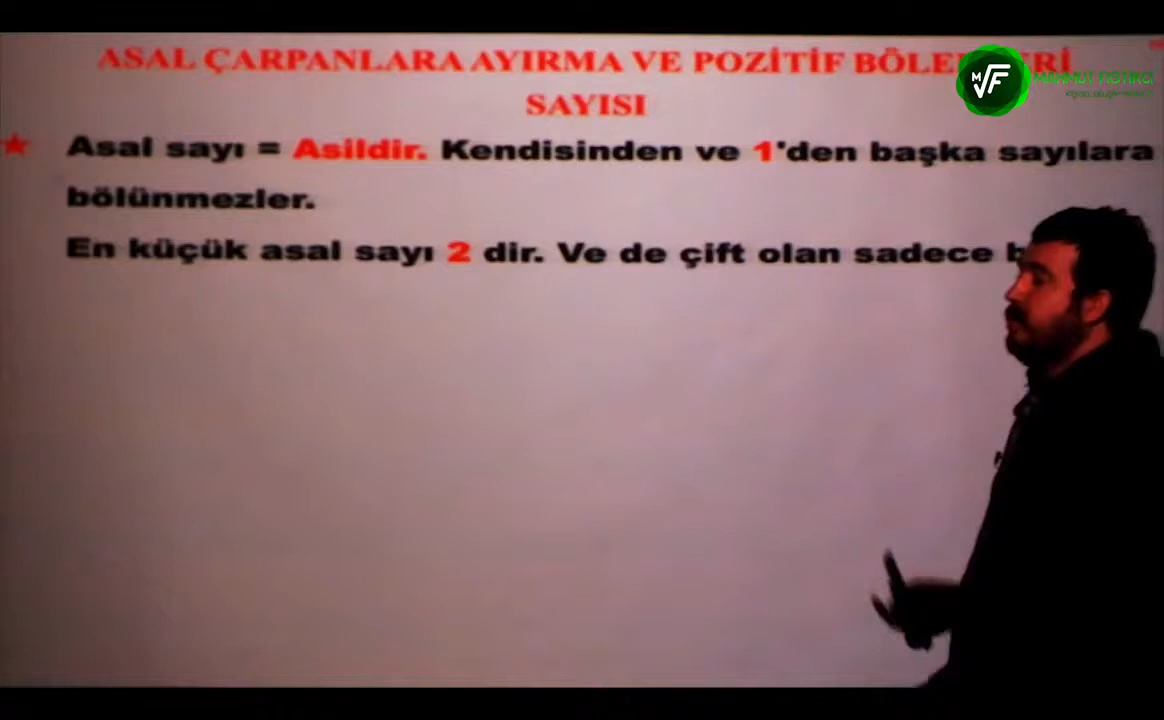 ASAL ÇARPANLARA AYIRMA VE POZİTİF
SAYISI
Asal sayı = Asildir. Kendisinden ve 1'den başka sayılara
bölünmezler.
En küçük asal sayı 2 dir. Ve de çift olan sadece